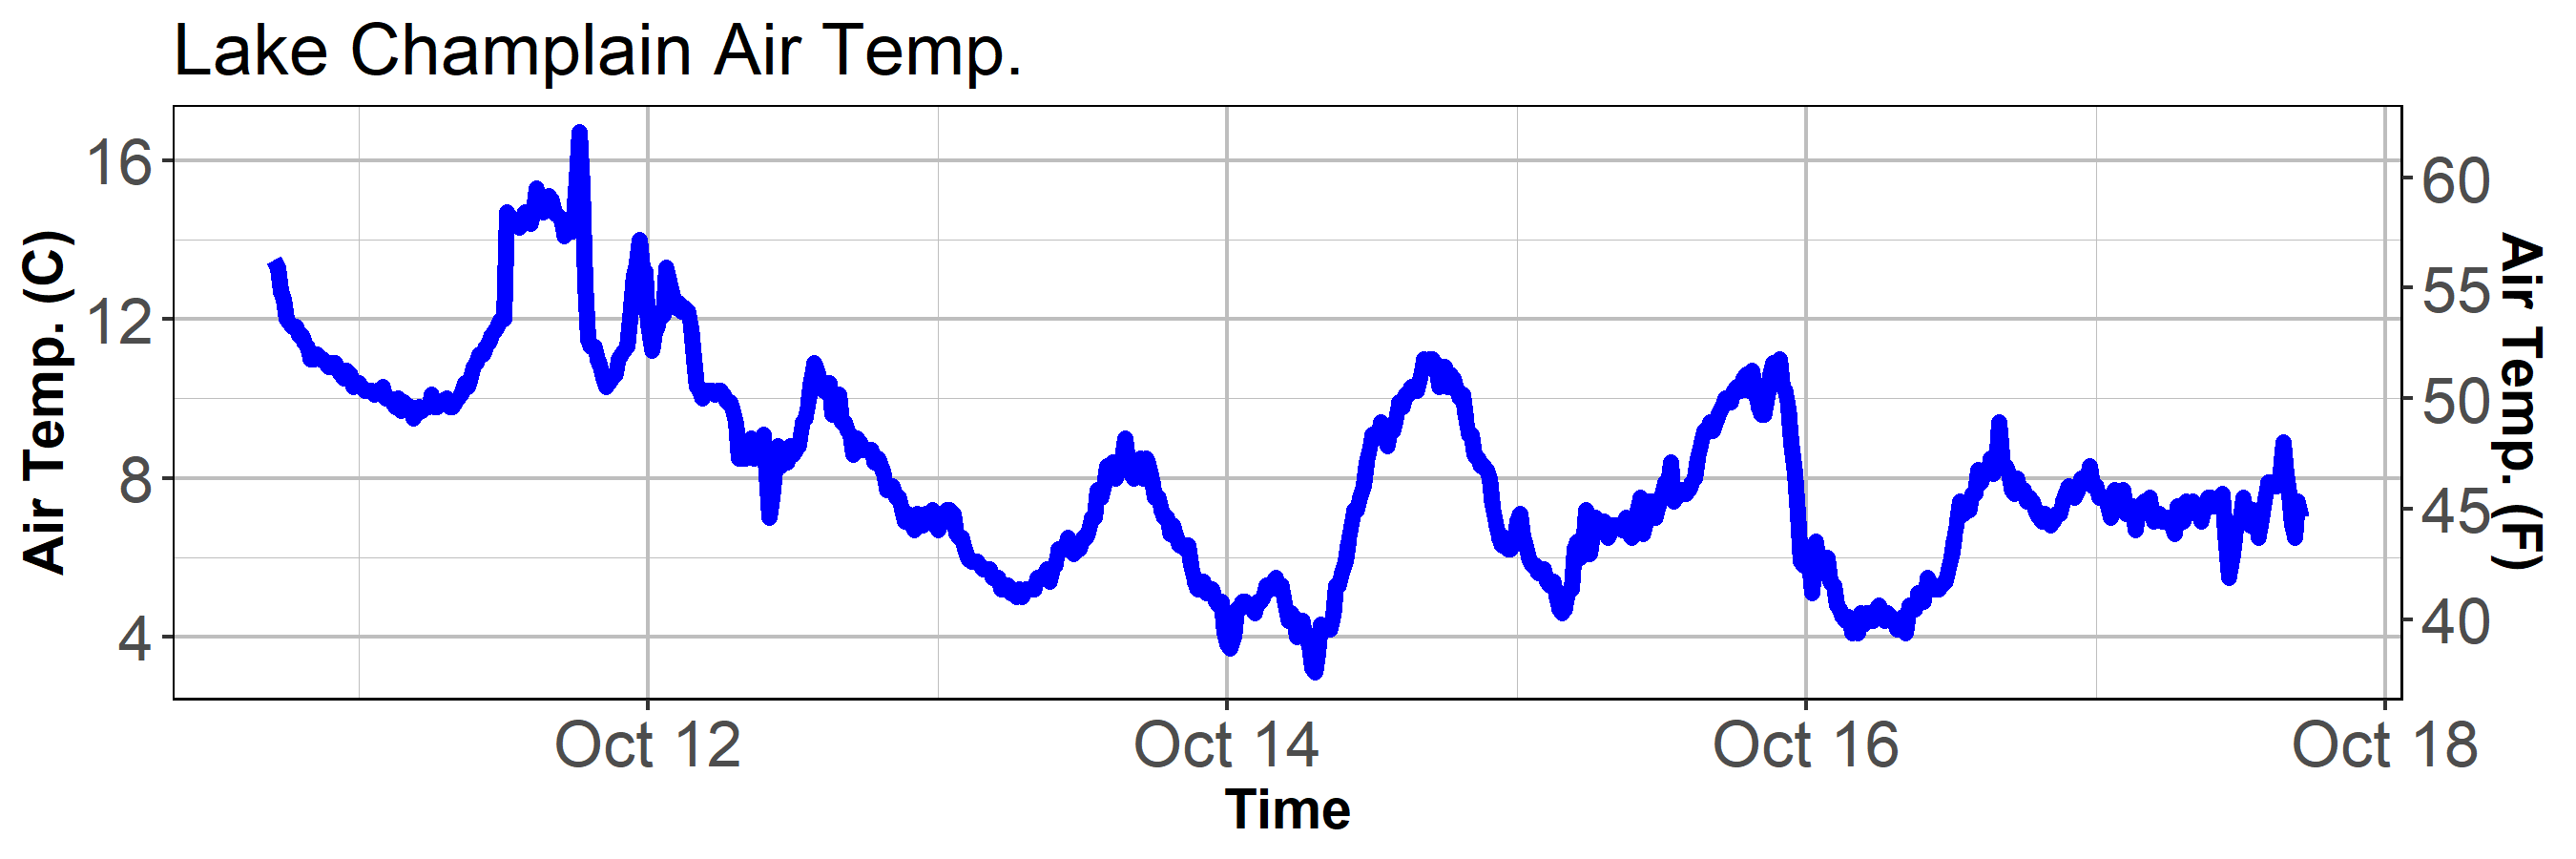 Lake Champlain Air Temp.
Air Temp. (C)
16
12
8
4
60
55
50
45
40
Air Temp. (F)
Oct 12
Oct 14
Oct 16
Oct 18
Time